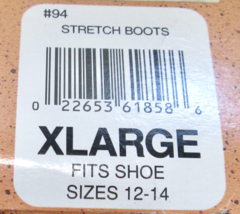 #94
STRETCH BOOTS
0 22653 61858 6
XLARGE
FITS SHOE
SIZES 12-14